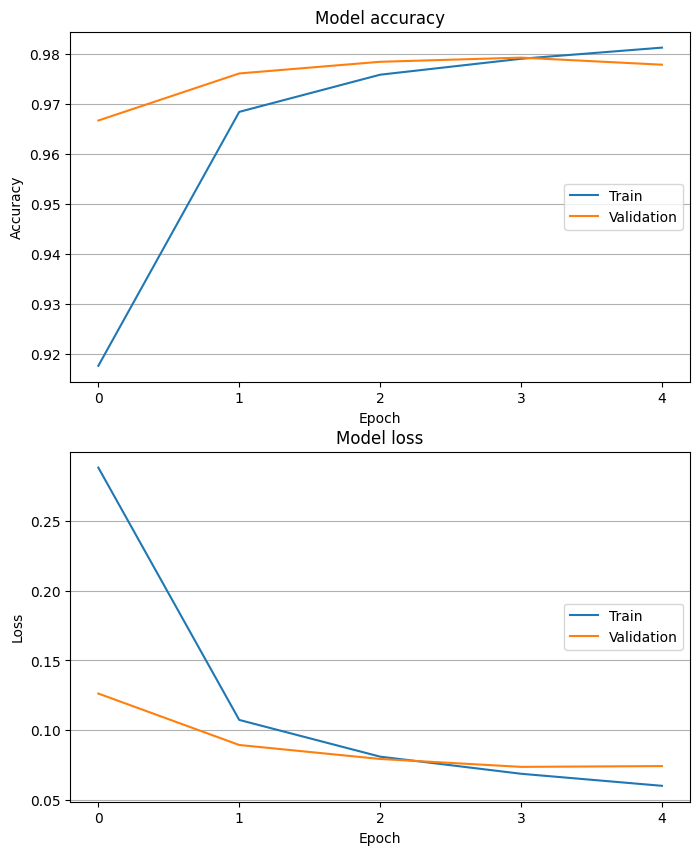 Model accuracy
0.98
0.97
0.96
0.95
0.94
0.93
0.92
Accuracy
Train
Validation
0 1 2 3 4
Epoch
Model loss
0.25
0.20
0.15
0.10
0.05
Loss
Train
Validation
0 1 2 3 4
Epoch